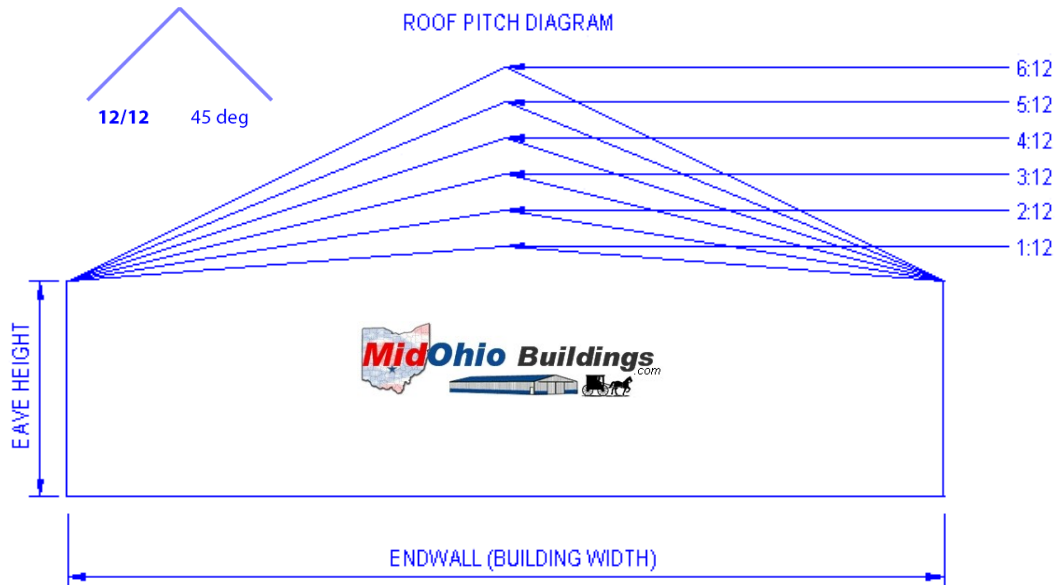 ROOF PITCH DIAGRAM
12/12 45 deg
6:12
5:12
4:12
3:12
2:12
1:12
EAVE HEIGHT
MidOhio Buildings
.com
ENDWALL (BUILDING WIDTH)